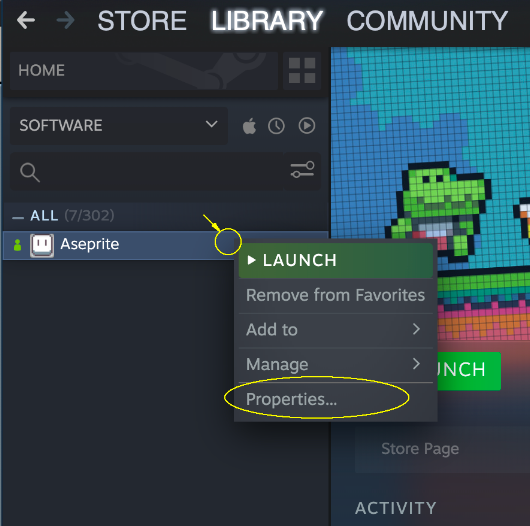 STORE LIBRARY COMMUNITY
HOME
SOFTWARE
ALL (7/302)
Aseprite
LAUNCH
Remove from Favorites
Add to
Manage
Properties...
UNCH
Store Page
ACTIVITY